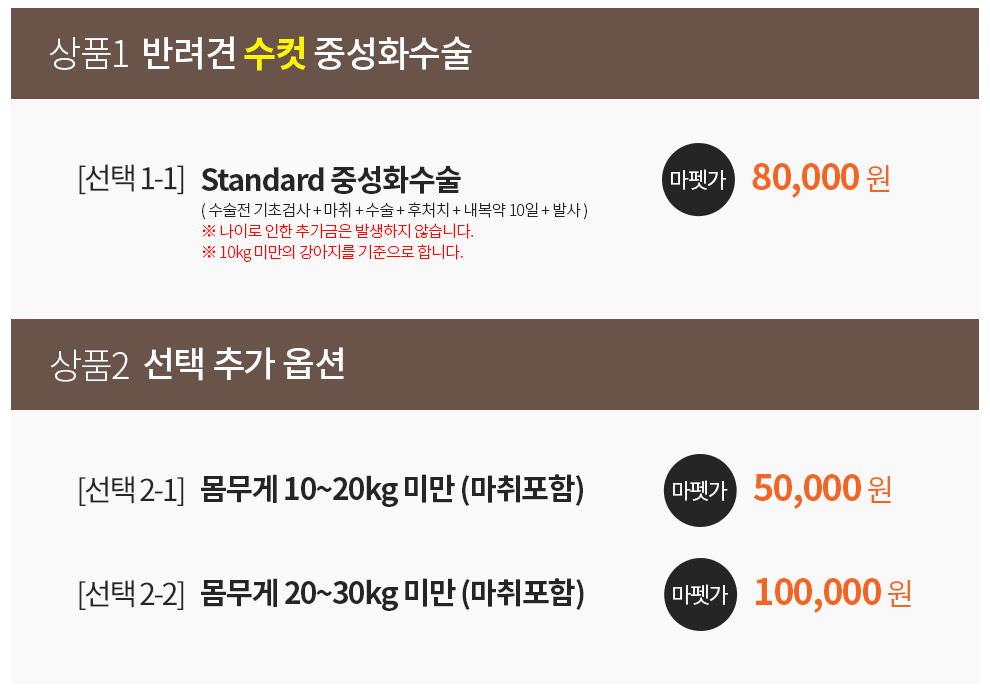 상품1 반려견 수컷 중성화수술
[선택 1-1] Standard 중성화수술 마펫가 80,000 원
( 수술전 기초검사 + 마취 + 수술 + 후처치 + 내복약 10일 + 발사 )
※ 나이로 인한 추가금은 발생하지 않습니다.
※ 10kg 미만의 강아지를 기준으로 합니다.
상품2 선택 추가 옵션
[선택 2-1] 몸무게 10~20kg 미만 (마취포함) 마펫가 50,000 원
[선택 2-2] 몸무게 20~30kg 미만 (마취포함) 마펫가 100,000 원